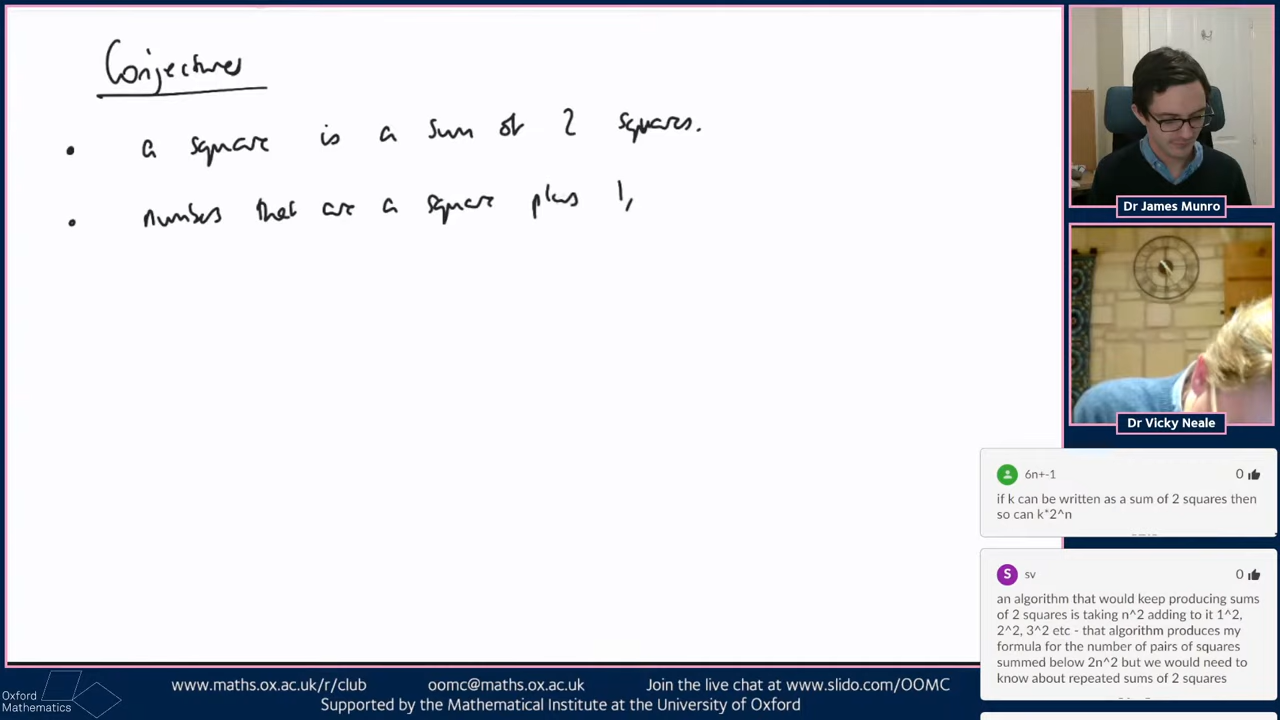 Conjectures
• a square is a sum of 2 squares.
• numbers that are a square plus 1,
Dr James Munro
Dr Vicky Neale
6n+-1
0
if k can be written as a sum of 2 squares then
so can k*2^n
S
sv
0
an algorithm that would keep producing sums
of 2 squares is taking n^2 adding to it 1^2,
2^2, 3^2 etc - that algorithm produces my
formula for the number of pairs of squares
summed below 2n^2 but we would need to
know about repeated sums of 2 squares
Oxford
Mathematics
www.maths.ox.ac.uk/r/club oomc@maths.ox.ac.uk Join the live chat at www.slido.com/OOMC
Supported by the Mathematical Institute at the University of Oxford